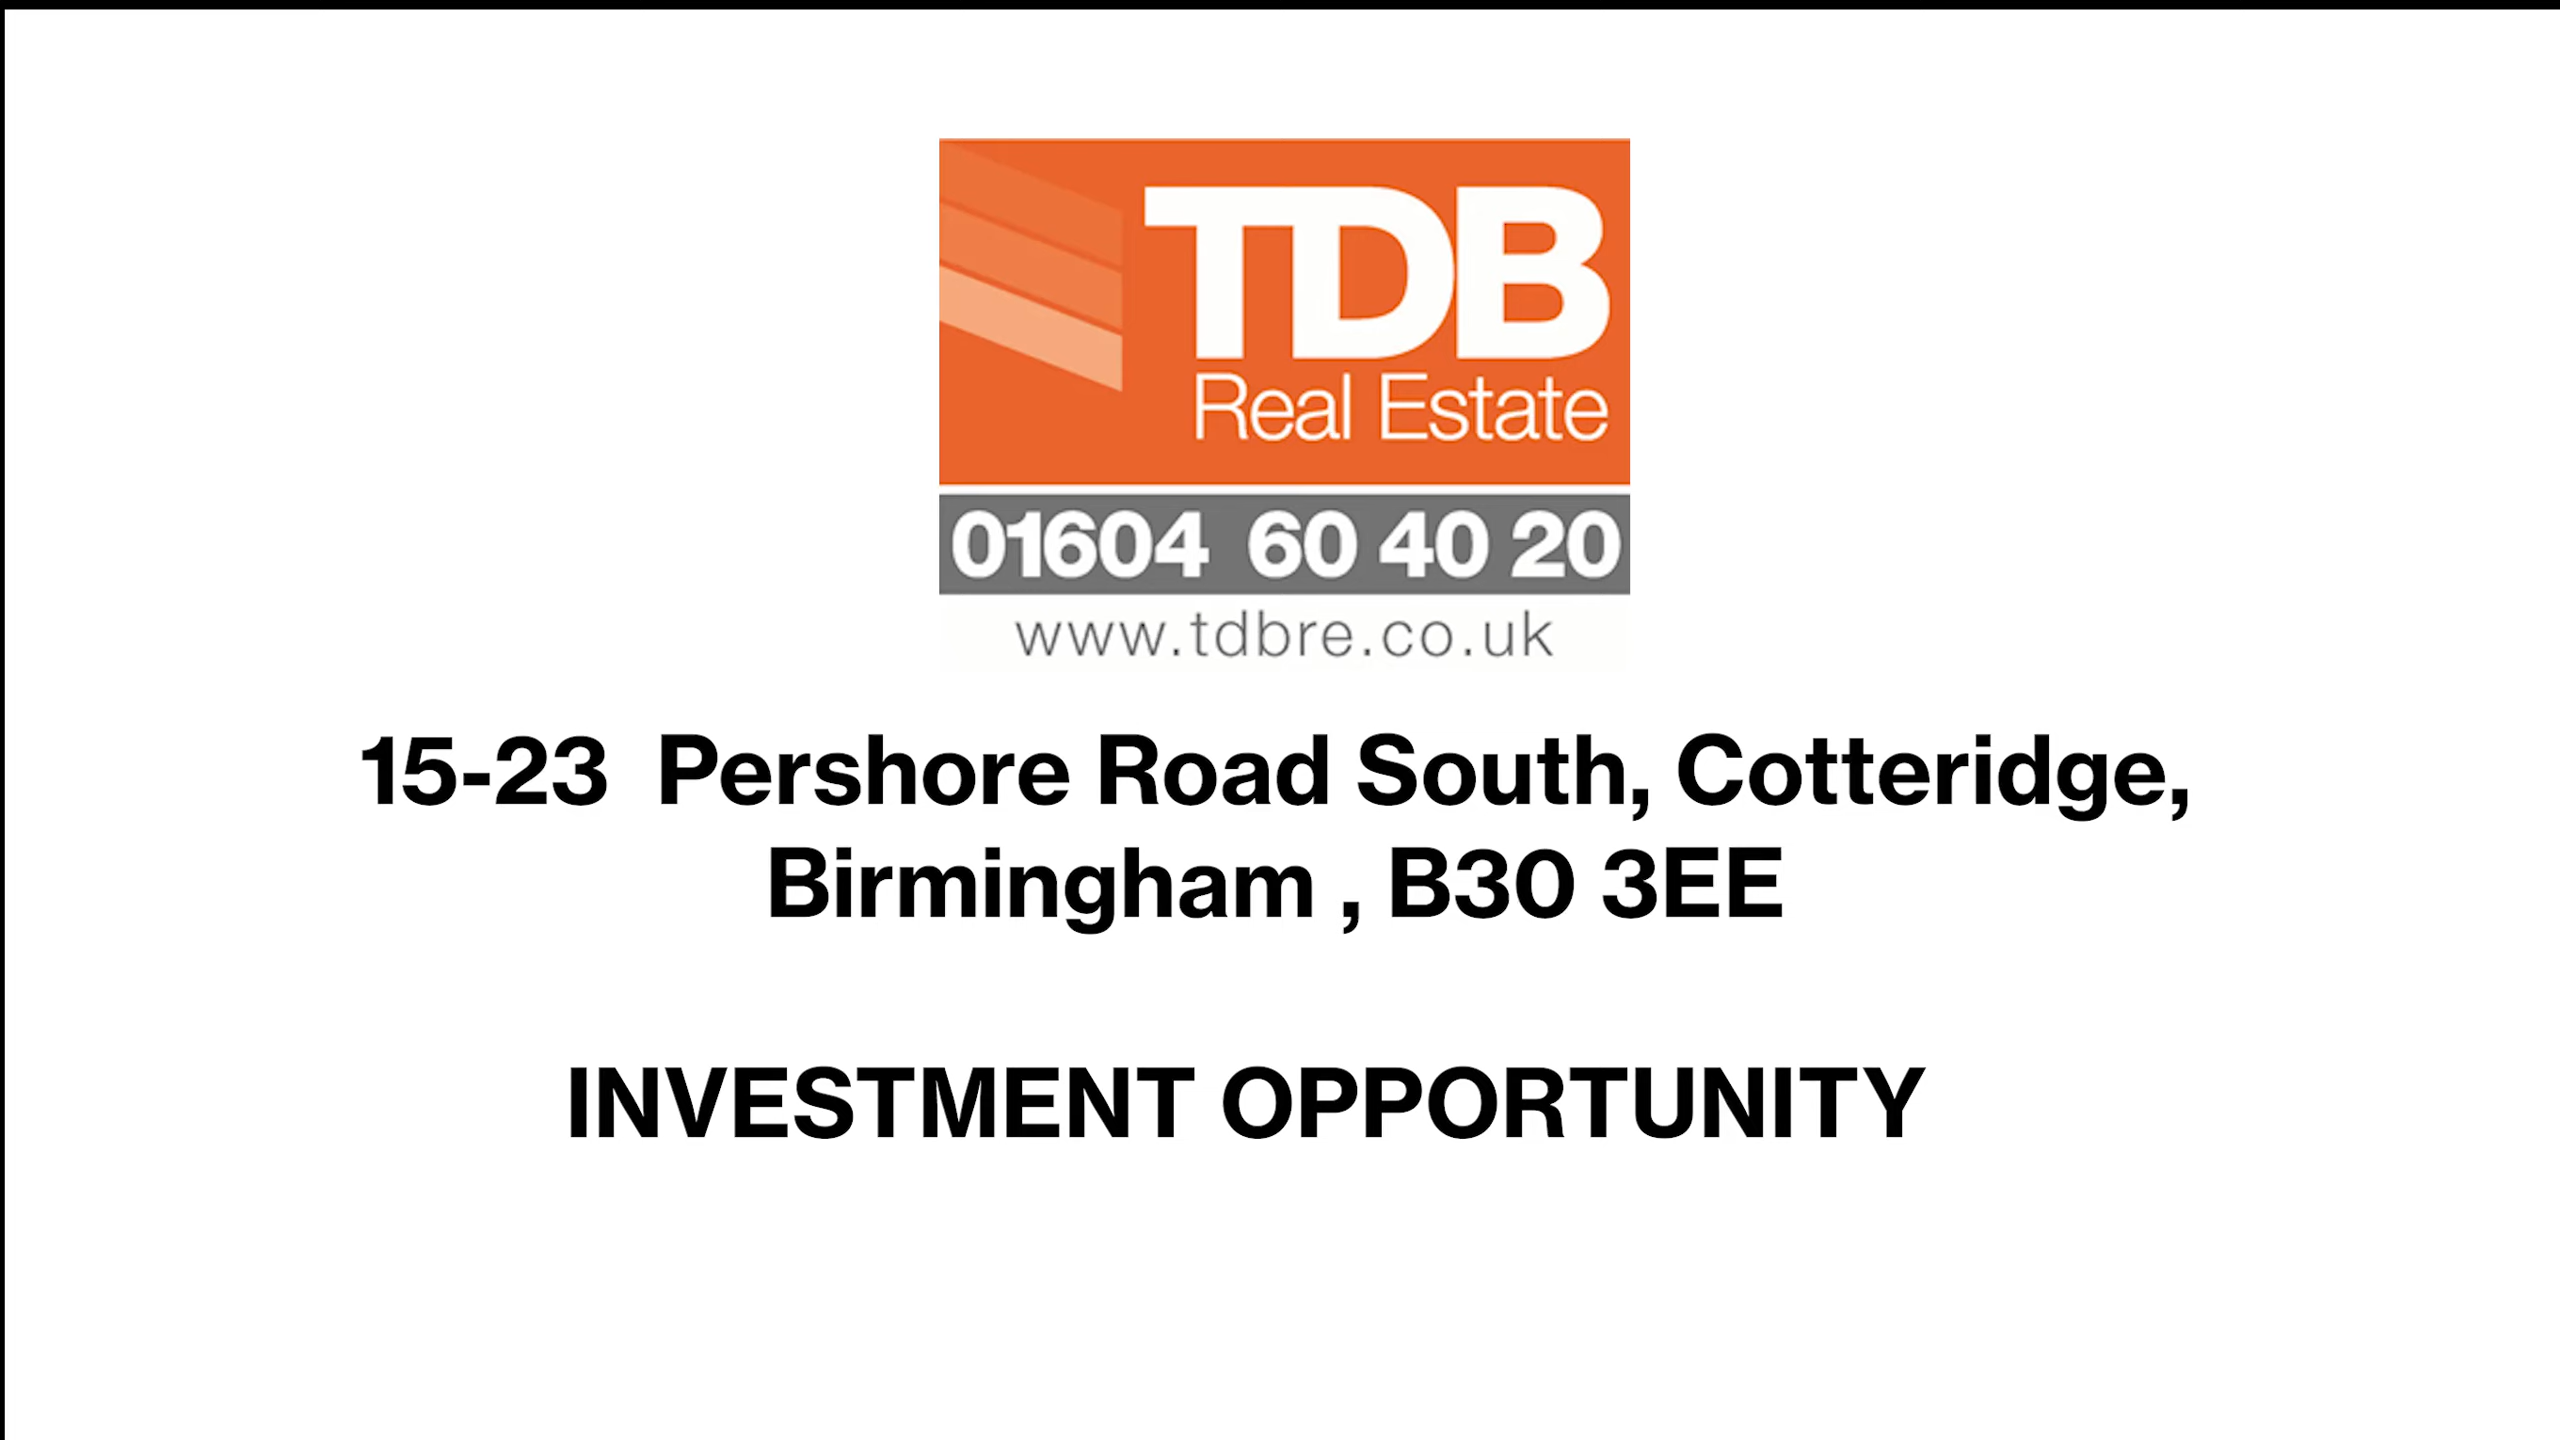 TDB
Real Estate
01604 60 40 20
www.tdbre.co.uk
15-23 Pershore Road South, Cotteridge,
Birmingham , B30 3EE
INVESTMENT OPPORTUNITY